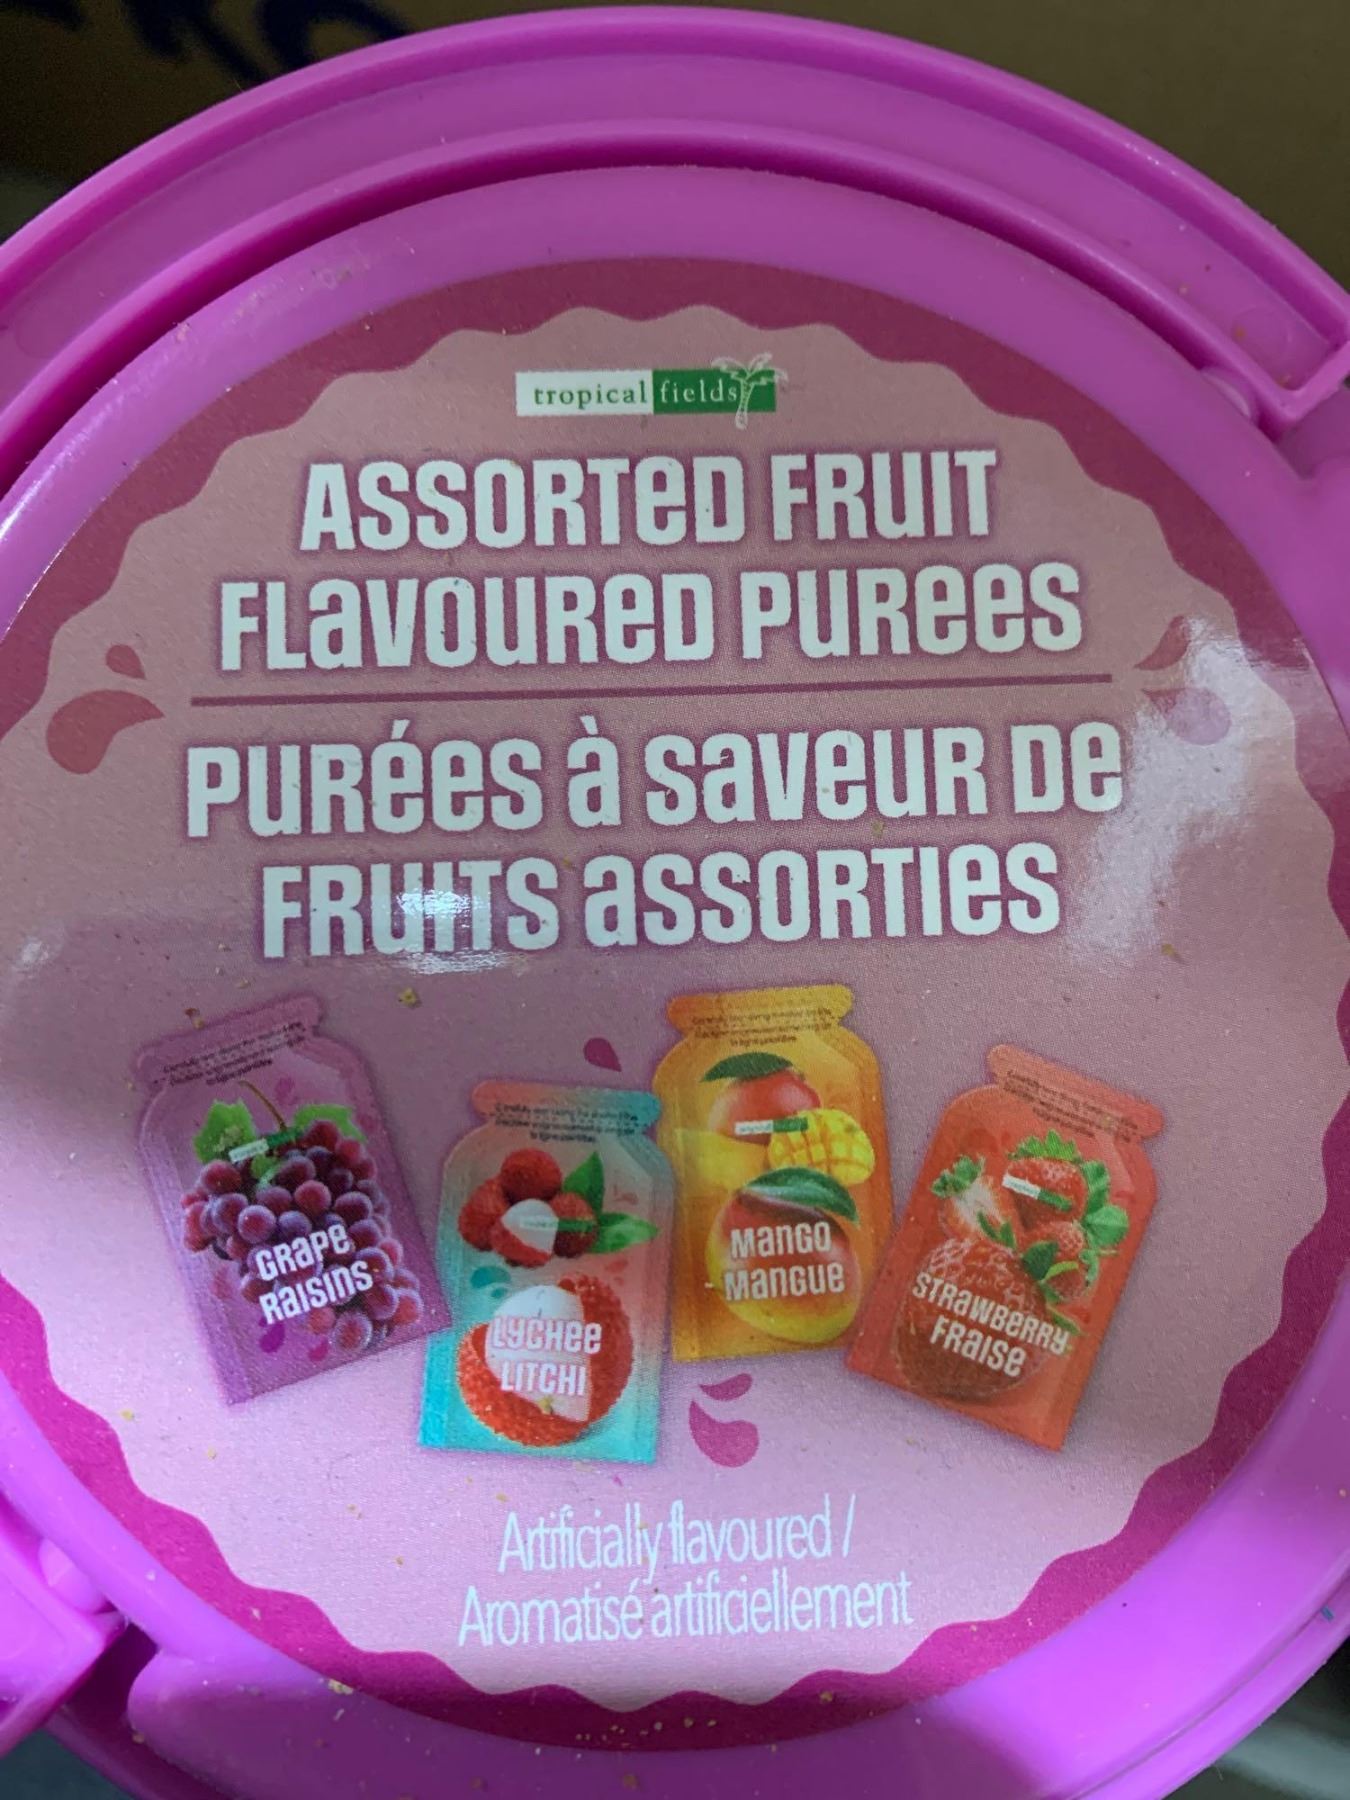 tropical fields
ASSORTED FRUIT
FLAVOURED PUREES
PURÉES À SAVEUR DE
FRUITS ASSORTIES
GRAPE
RAISINS
LYCHEE
LITCHI
MANGO
MANGUE
STRAWBERRY
FRAISE
Artificially flavoured /
Aromatisé artificiellement